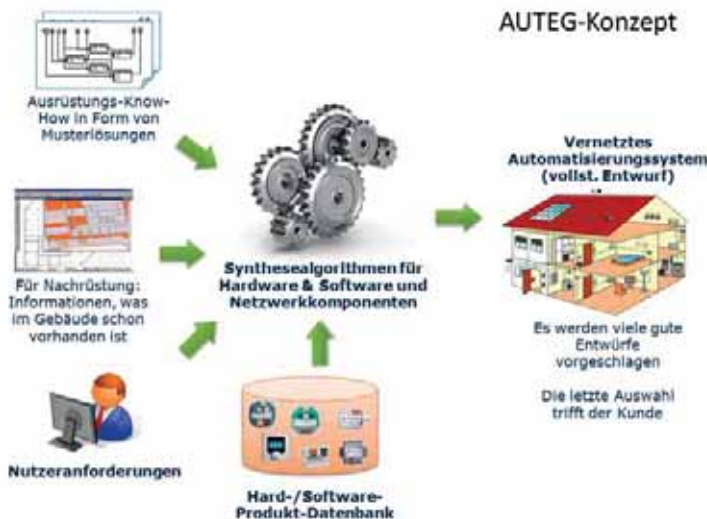 AUTEG-Konzept
Ausrüstungs-Know-
How in Form von
Musterlösungen
Für Nachrüstung:
Informationen, was
im Gebäude schon
vorhanden ist
Nutzeranforderungen
Synthesealgorithmen für
Hardware & Software und
Netzwerkkomponenten
Hard-/Software-
Produkt-Datenbank
Vernetztes
Automatisierungssystem
(vollst. Entwurf)
Es werden viele gute
Entwürfe
vorgeschlagen
Die letzte Auswahl
trifft der Kunde